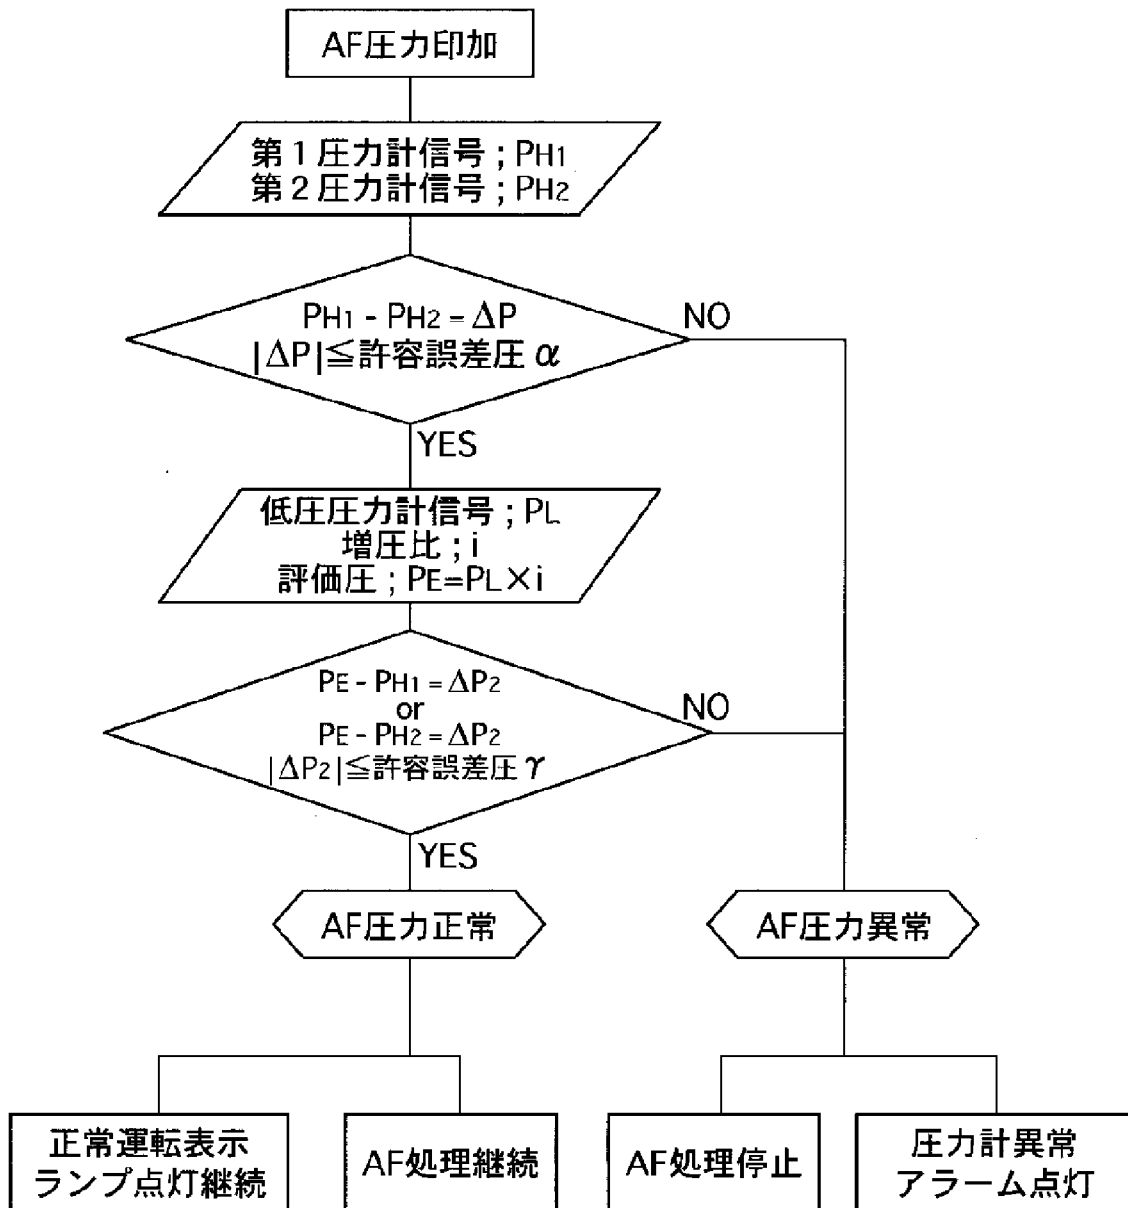 AF圧力印加
第1圧力計信号 ; PH1
第2圧力計信号 ; PH2
PH1 - PH2 = ΔP
|ΔP|≦許容誤差圧 α
NO
YES
低圧圧力計信号 ; PL
増圧比 ; i
評価圧 ; PE=PL×i
PE - PH1 = ΔP2
or
PE - PH2 = ΔP2
|ΔP2|≦許容誤差圧 γ
NO
YES
AF圧力正常
AF圧力異常
正常運転表示
ランプ点灯継続
AF処理継続
AF処理停止
圧力計異常
アラーム点灯